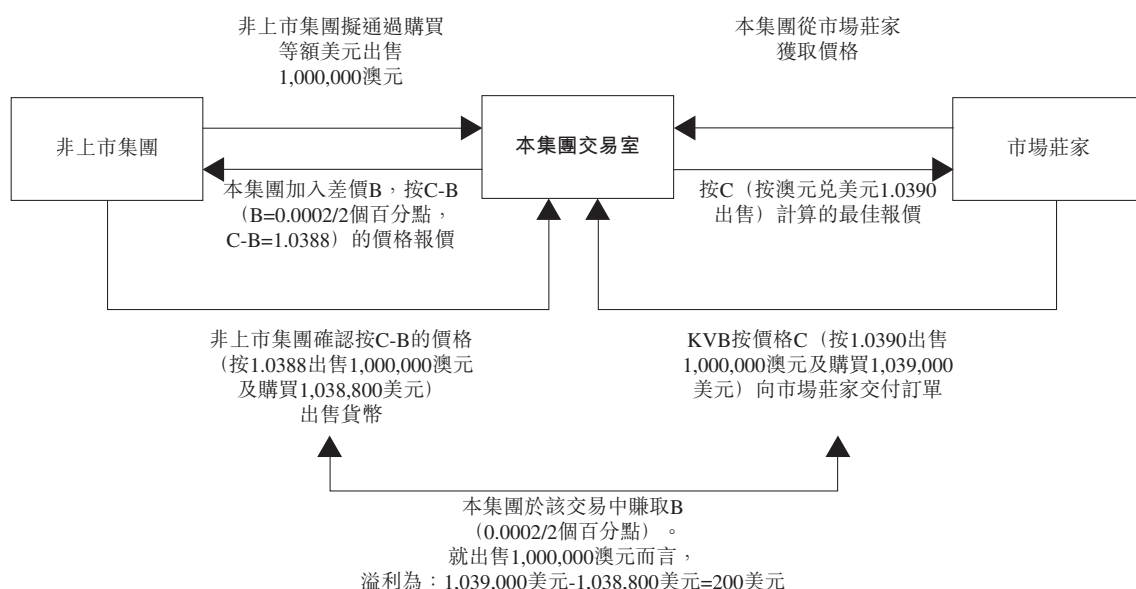 非上市集團擬通過購買
等額美元出售
1,000,000澳元
本集團從市場莊家
獲取價格
非上市集團
本集團交易室
市場莊家
本集團加入差價B,按C-B
(B=0.0002/2個百分點,
C-B=1.0388)的價格報價
按C(按澳元兑美元1.0390
出售)計算的最佳報價
非上市集團確認按C-B的價格
(按1.0388出售1,000,000澳元
及購買1,038,800美元)
出售貨幣
KVB按價格C(按1.0390出售
1,000,000澳元及購買1,039,000
美元)向市場莊家交付訂單
本集團於該交易中賺取B
(0.0002/2個百分點)。
就出售1,000,000澳元而言,
溢利為:1,039,000美元-1,038,800美元=200美元